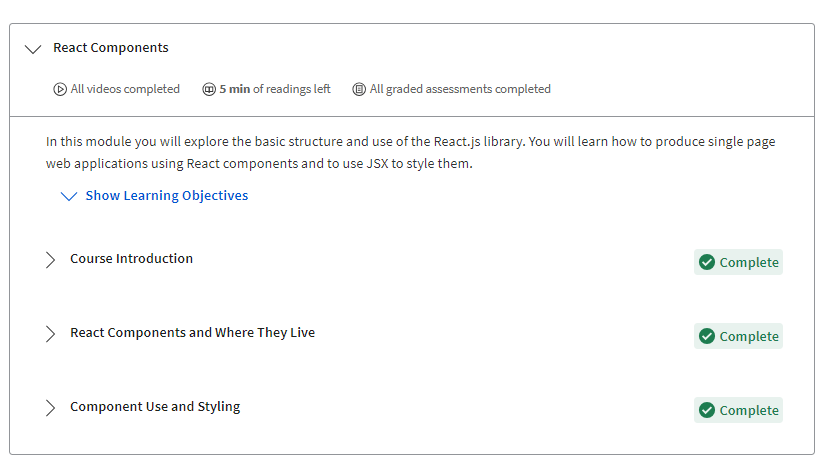 React Components
All videos completed 5 min of readings left All graded assessments completed
In this module you will explore the basic structure and use of the React.js library. You will learn how to produce single page
web applications using React components and to use JSX to style them.
Show Learning Objectives
Course Introduction Complete
React Components and Where They Live Complete
Component Use and Styling Complete